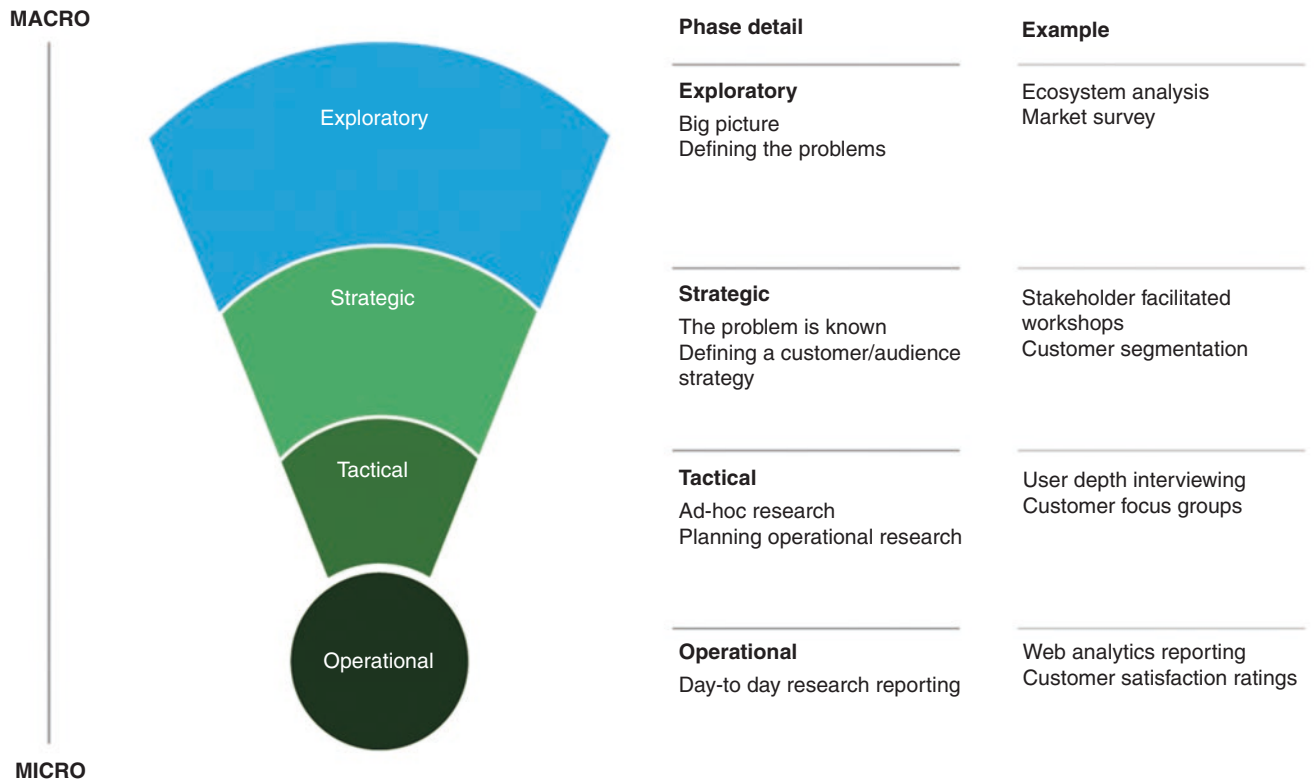 MACRO
Phase detail
Example
Exploratory
Exploratory
Big picture
Defining the problems
Ecosystem analysis
Market survey
Strategic
Strategic
The problem is known
Defining a customer/audience
strategy
Stakeholder facilitated
workshops
Customer segmentation
Tactical
Tactical
Ad-hoc research
Planning operational research
User depth interviewing
Customer focus groups
Operational
Operational
Day-to day research reporting
Web analytics reporting
Customer satisfaction ratings
MICRO